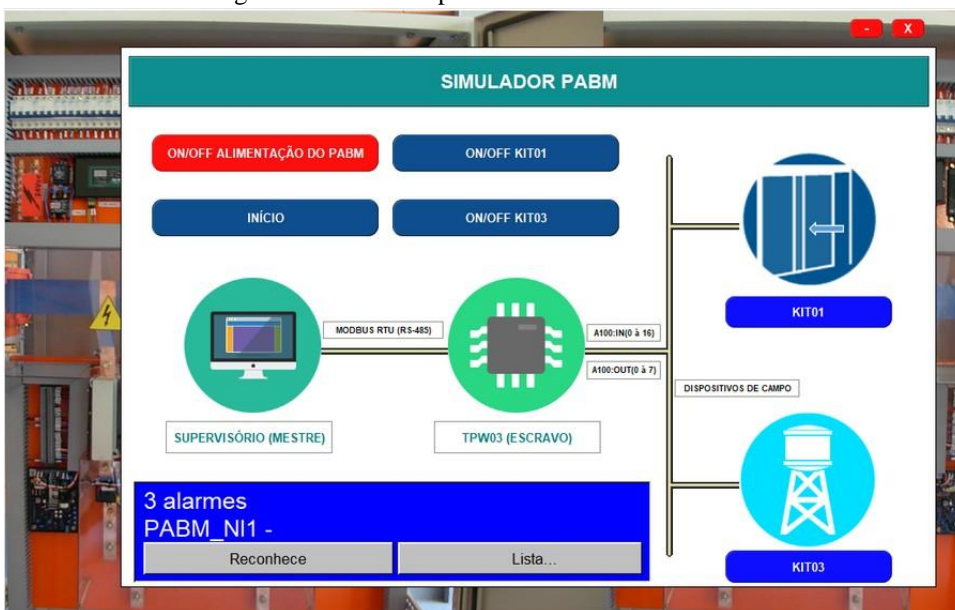 - X
SIMULADOR PABM
ON/OFF ALIMENTAÇÃO DO PABM
ON/OFF KIT01
INÍCIO
ON/OFF KIT03
KIT01
MODBUS RTU (RS-485)
A100:IN(0 à 16)
A100:OUT(0 à 7)
DISPOSITIVOS DE CAMPO
SUPERVISÓRIO (MESTRE)
TPW03 (ESCRAVO)
3 alarmes
PABM_NI1 -
Reconhece
Lista...
KIT03